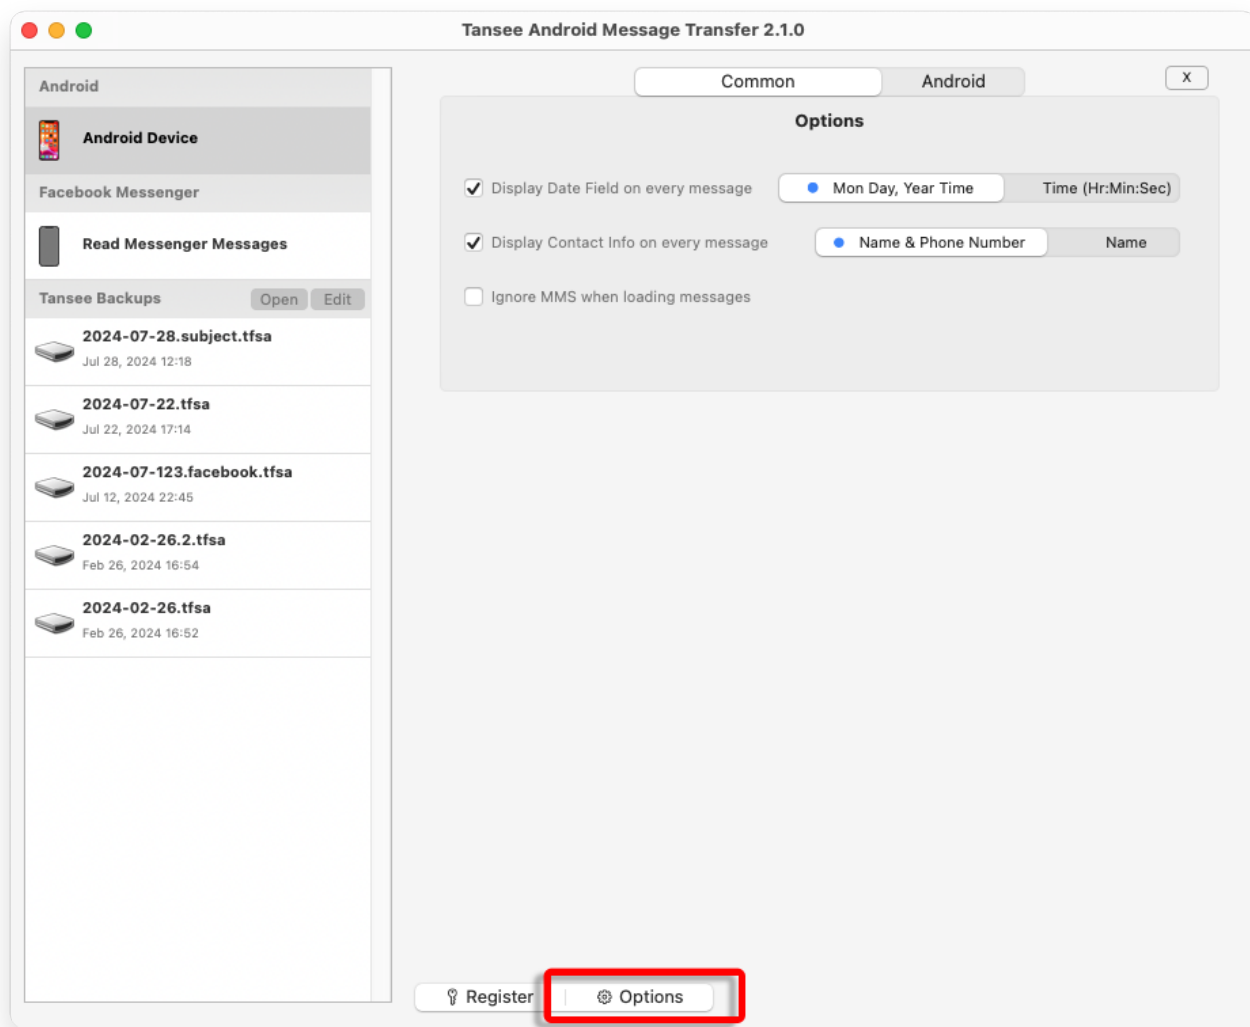 Tansee Android Message Transfer 2.1.0
Android
Android Device
Facebook Messenger
Read Messenger Messages
Tansee Backups Open Edit
2024-07-28.subject.tfsa
Jul 28, 2024 12:18
2024-07-22.tfsa
Jul 22, 2024 17:14
2024-07-123.facebook.tfsa
Jul 12, 2024 22:45
2024-02-26.2.tfsa
Feb 26, 2024 16:54
2024-02-26.tfsa
Feb 26, 2024 16:52
Common Android X
Options
Display Date Field on every message Mon Day, Year Time Time (Hr:Min:Sec)
Display Contact Info on every message Name & Phone Number Name
Ignore MMS when loading messages
Register Options